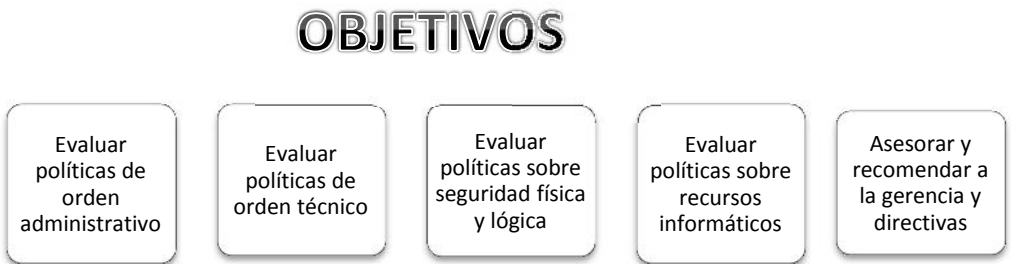 OBJETIVOS
Evaluar
políticas de
orden
administrativo
Evaluar
políticas de
orden técnico
Evaluar
políticas sobre
seguridad física
y lógica
Evaluar
políticas sobre
recursos
informáticos
Asesorar y
recomendar a
la gerencia y
directivas